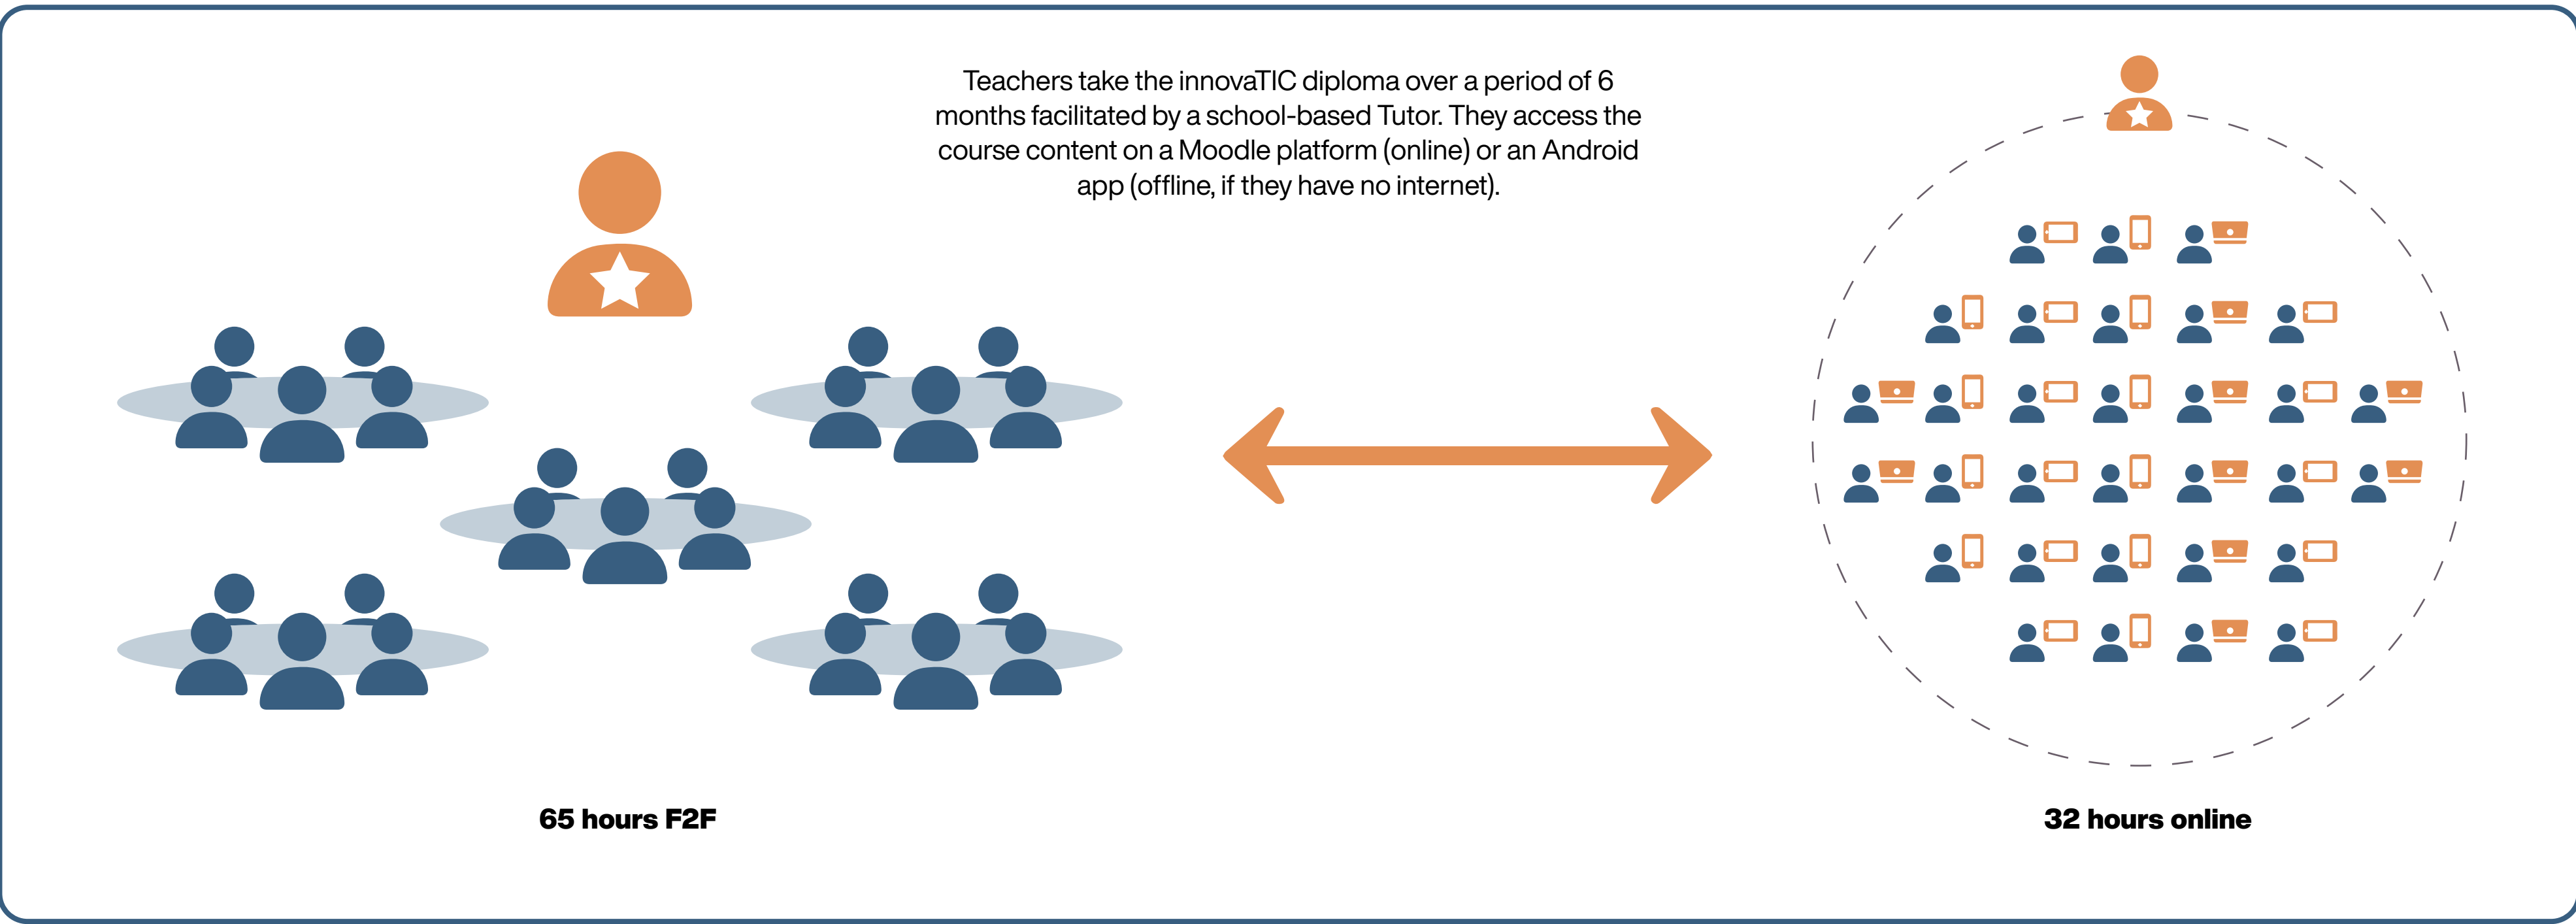 Teachers take the innovaTIC diploma over a period of 6
months facilitated by a school-based Tutor. They access the
course content on a Moodle platform (online) or an Android
app (offline, if they have no internet).
65 hours F2F
32 hours online